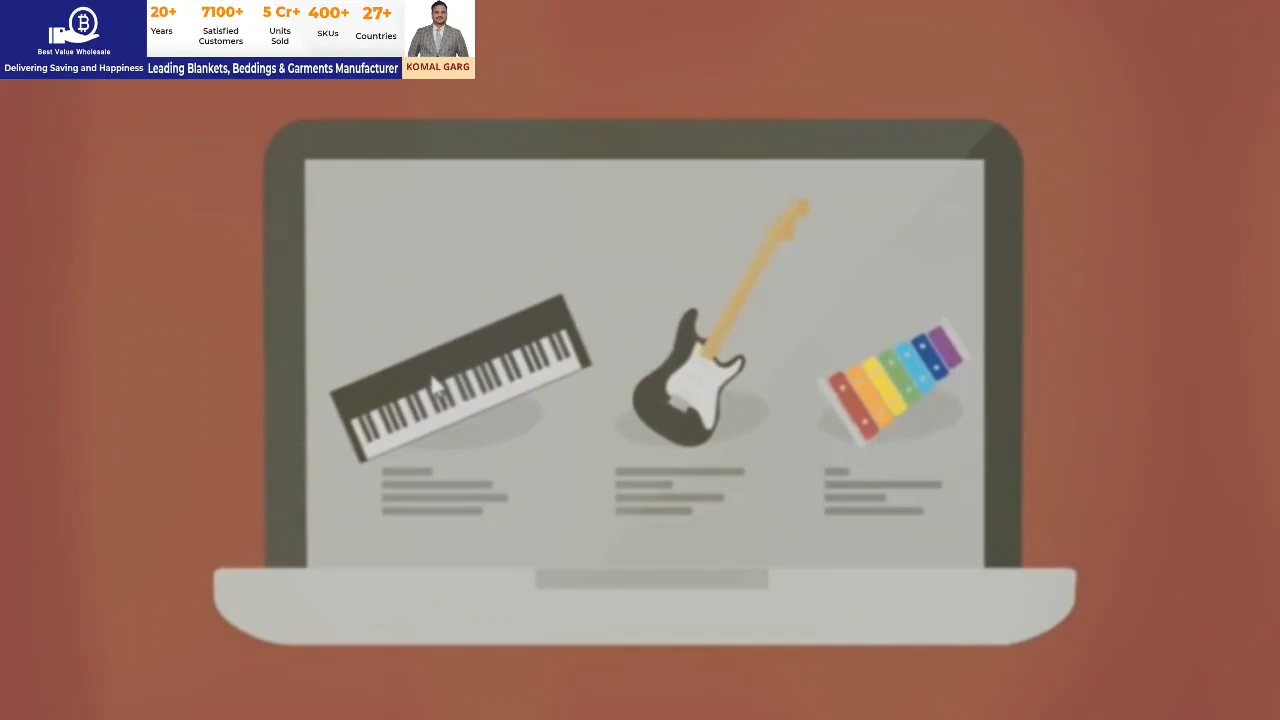 Best Value Wholesale
Delivering Saving and Happiness
20+
Years
7100+
Satisfied
Customers
5 Cr+
Units
Sold
400+
SKUs
27+
Countries
Leading Blankets, Beddings & Garments Manufacturer
KOMAL GARG